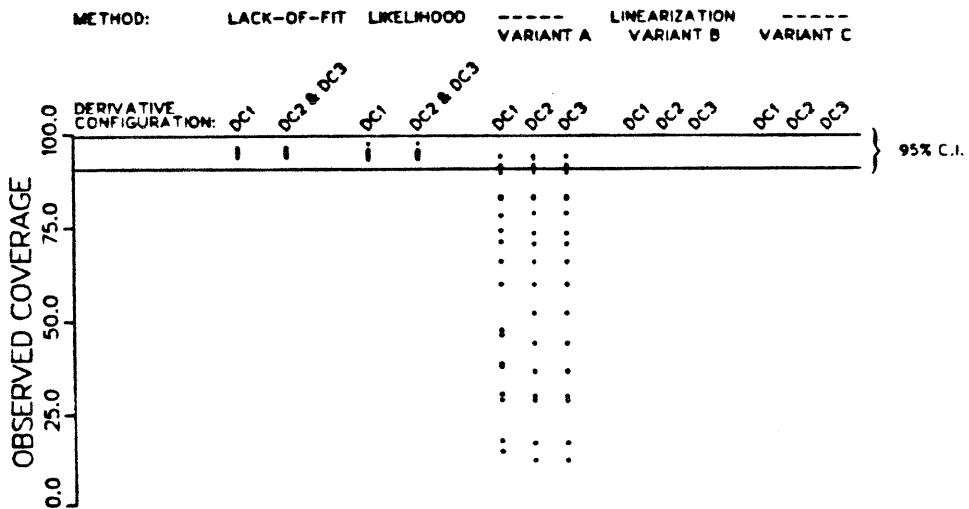 METHOD: LACK-OF-FIT LIKELIHOOD ----- LINEARIZATION -----
VARIANT A VARIANT B VARIANT C
DERIVATIVE
CONFIGURATION: DC1 DC2 & DC3 DC1 DC2 & DC3 DC1 DC2 DC3 DC1 DC2 DC3 DC1 DC2 DC3
100.0
95% C.I.
75.0
50.0
25.0
0.0
OBSERVED COVERAGE